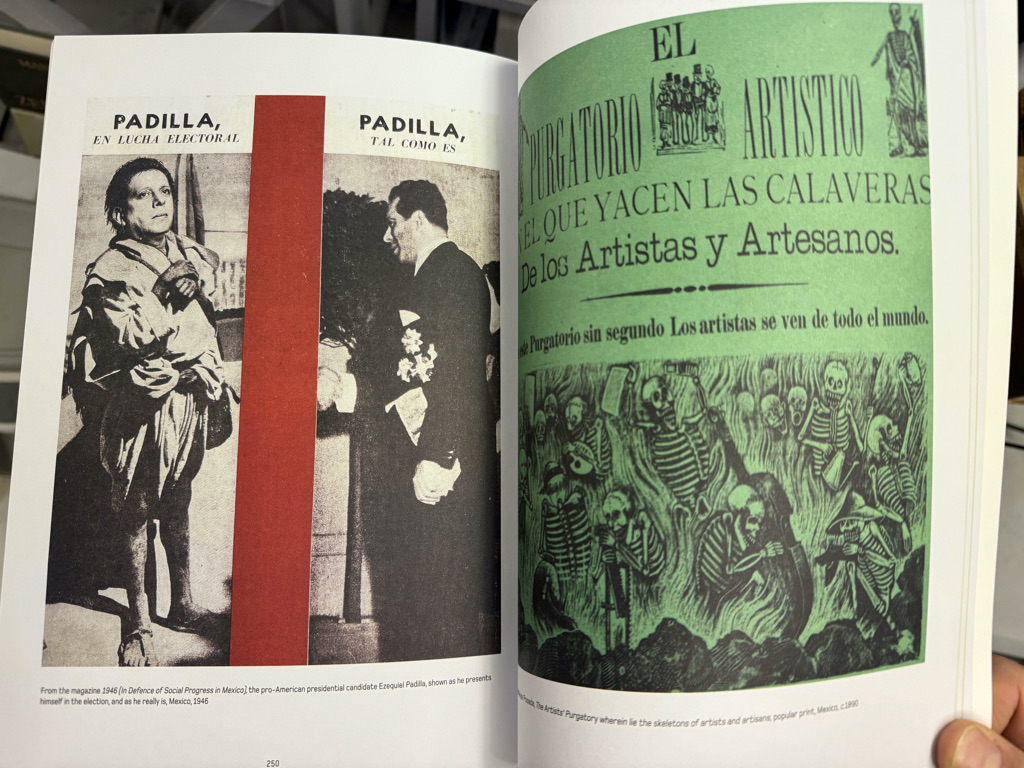 PADILLA,
EN LUCHA ELECTORAL
PADILLA,
TAL COMO ES
From the magazine 1946 [in Defence of Social Progress in Mexico], the pro-American presidential candidate Ezequiel Padilla, shown as he presents
himself in the election, and as he really is, Mexico, 1946
250
EL
PURGATORIO ARTISTICO
EL QUE YACEN LAS CALAVERAS
De los Artistas y Artesanos.
Purgatorio sin segundo Los artistas se ven de todo el mundo.
Posada, The Artists' Purgatory wherein lie the skeletons of artists and artisans, popular print, Mexico, c.1890